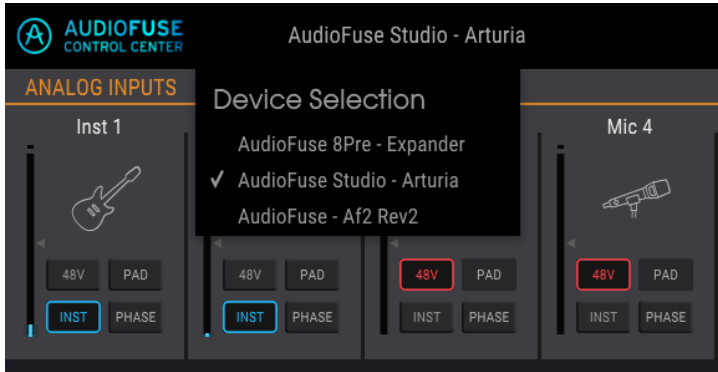 AUDIOFUSE
CONTROL CENTER
AudioFuse Studio - Arturia
ANALOG INPUTS
Device Selection
AudioFuse 8Pre - Expander
✓ AudioFuse Studio - Arturia
AudioFuse - Af2 Rev2
Inst 1
Mic 4
48V PAD 48V PAD 48V PAD 48V PAD
INST PHASE INST PHASE INST PHASE INST PHASE